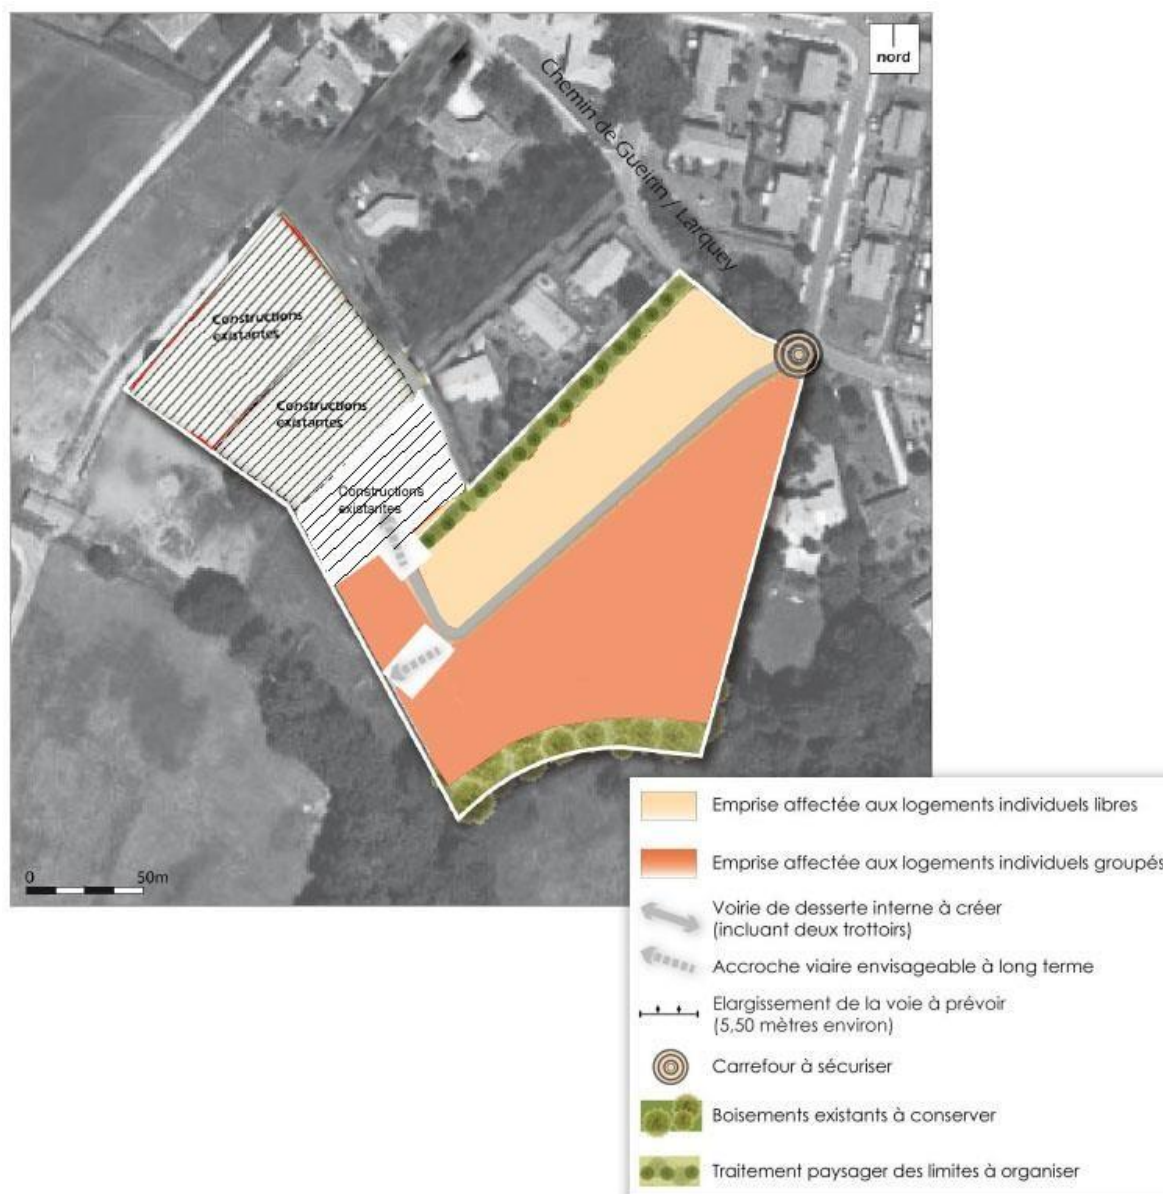 nord
Chemin de Gueirin / Larquey
Constructions
existantes
Constructions
existantes
Constructions
existantes
0 50m
Emprise affectée aux logements individuels libres
Emprise affectée aux logements individuels groupés
Voirie de desserte interne à créer
(incluant deux trottoirs)
Accroche viaire envisageable à long terme
Elargissement de la voie à prévoir
(5,50 mètres environ)
Carrefour à sécuriser
Boisements existants à conserver
Traitement paysager des limites à organiser